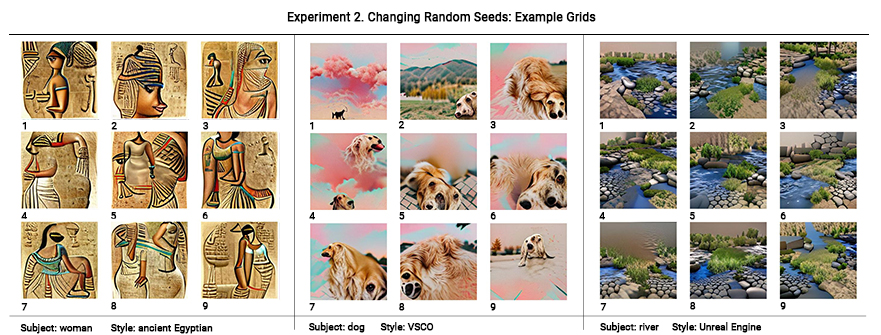 Experiment 2. Changing Random Seeds: Example Grids
1 2 3
4 5 6
7 8 9
Subject: woman Style: ancient Egyptian
1 2 3
4 5 6
7 8 9
Subject: dog Style: VSCO
1 2 3
4 5 6
7 8 9
Subject: river Style: Unreal Engine